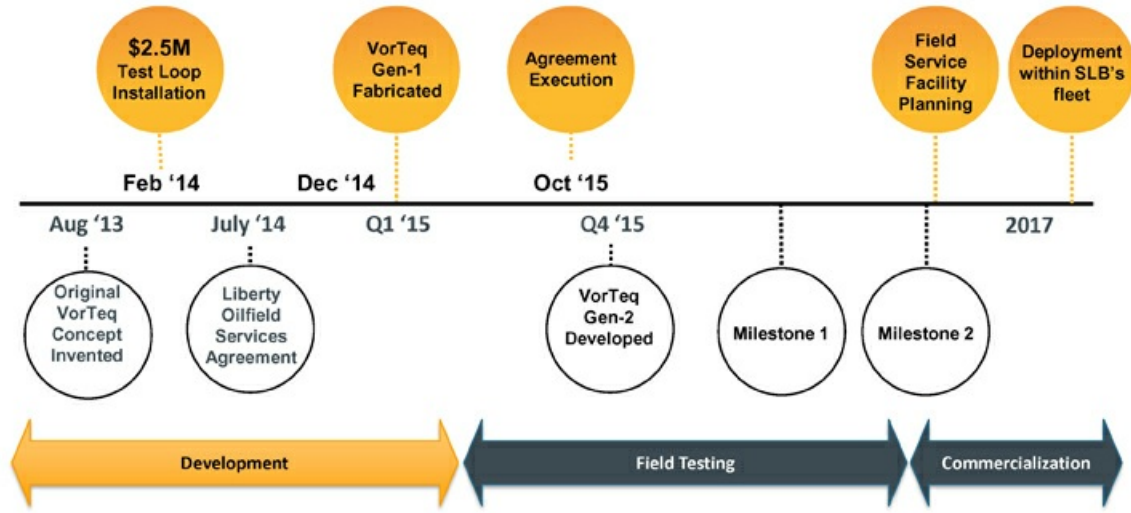 $2.5M
Test Loop
Installation
VorTeq
Gen-1
Fabricated
Agreement
Execution
Field
Service
Facility
Planning
Deployment
within SLB's
fleet
Feb ‘14
Dec ‘14
Oct ‘15
Aug ‘13
July ‘14
Q1 ‘15
Q4 ‘15
2017
Original
VorTeq
Concept
Invented
Liberty
Oilfield
Services
Agreement
VorTeq
Gen-2
Developed
Milestone 1
Milestone 2
Development
Field Testing
Commercialization